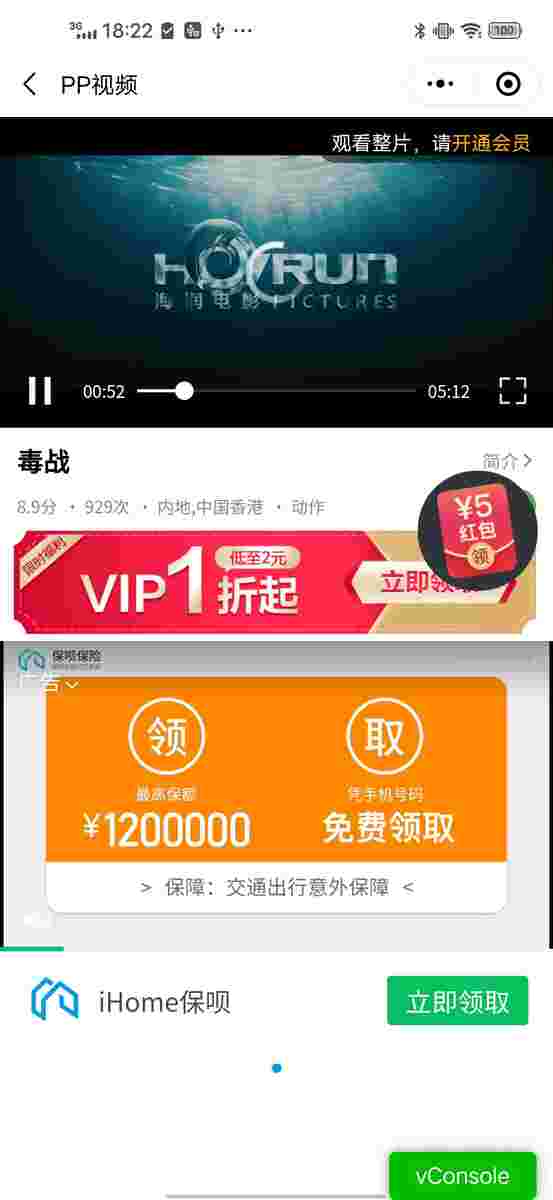 3G 18:22 100
PP视频
观看整片，请开通会员
HAIRUN
海润电影 PICTURES
00:52
05:12
毒战
简介
8.9分 · 929次 · 内地,中国香港 · 动作
¥5
红包
领
限时福利
VIP1折起
低至2元
立即领取
保呗保险
广告
领
取
最高保额
凭手机号码
¥1200000
免费领取
> 保障：交通出行意外保障 <
iHome保呗
立即领取
vConsole